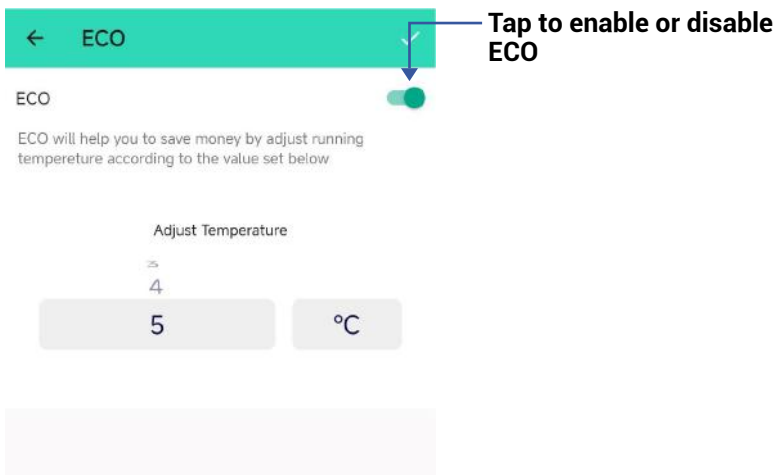 ECO
Tap to enable or disable
ECO
ECO
ECO will help you to save money by adjust running
tempereture according to the value set below
Adjust Temperature
4
5 °C